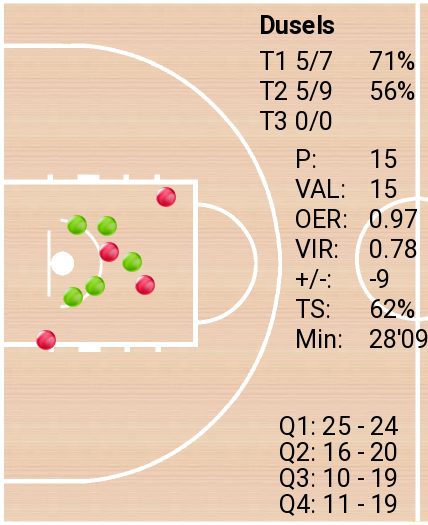 Dusels
T1 5/7 71%
T2 5/9 56%
T3 0/0
P: 15
VAL: 15
OER: 0.97
VIR: 0.78
+/-: -9
TS: 62%
Min: 28'09
Q1: 25 - 24
Q2: 16 - 20
Q3: 10 - 19
Q4: 11 - 19